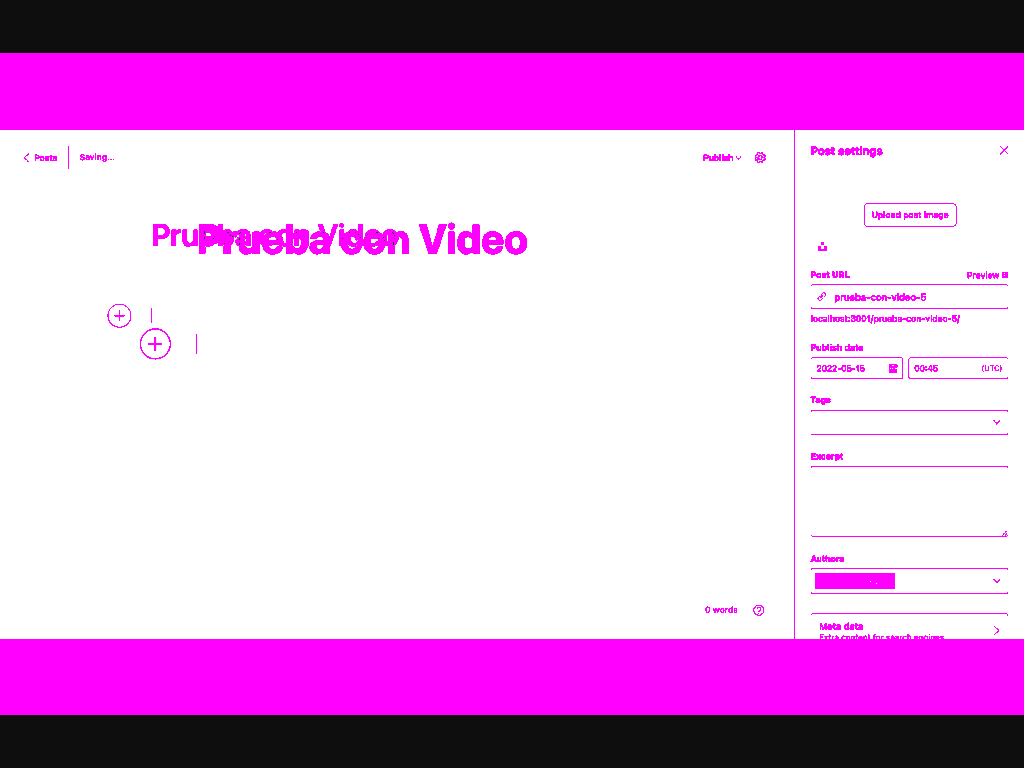 Posts
Saving...
Publish
Prueba con Video
Prueba con Video
0 words
Post settings
Upload post image
Post URL
Preview
prueba-con-video-5
localhost:3001/prueba-con-video-5/
Publish date
2022-05-15
00:45
(UTC)
Tags
Excerpt
Authors
Meta data
Extra content for search engines